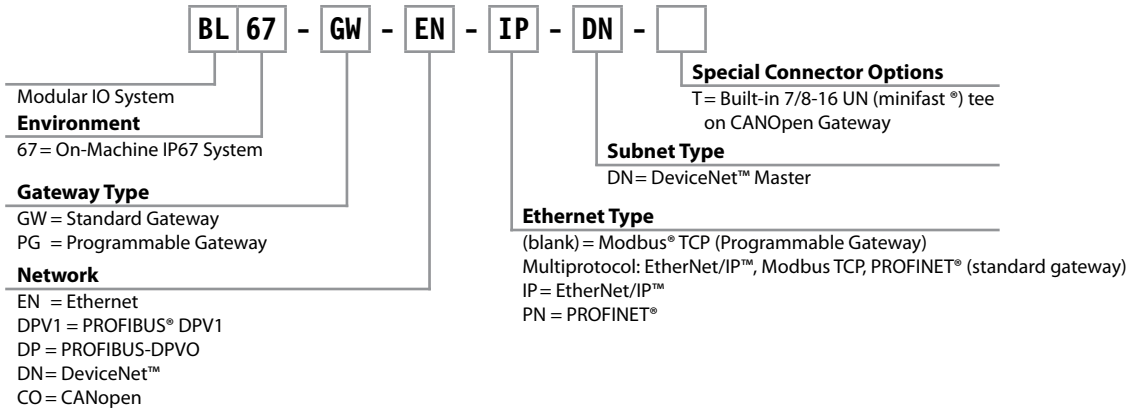 BL 67 - GW - EN - IP - DN -
Modular IO System
Environment
67 = On-Machine IP67 System
Gateway Type
GW = Standard Gateway
PG = Programmable Gateway
Network
EN = Ethernet
DPV1 = PROFIBUS® DPV1
DP = PROFIBUS-DPVO
DN = DeviceNet™
CO = CANopen
Special Connector Options
T = Built-in 7/8-16 UN (minifast ®) tee
on CANOpen Gateway
Subnet Type
DN = DeviceNet™ Master
Ethernet Type
(blank) = Modbus® TCP (Programmable Gateway)
Multiprotocol: EtherNet/IP™, Modbus TCP, PROFINET® (standard gateway)
IP = EtherNet/IP™
PN = PROFINET®